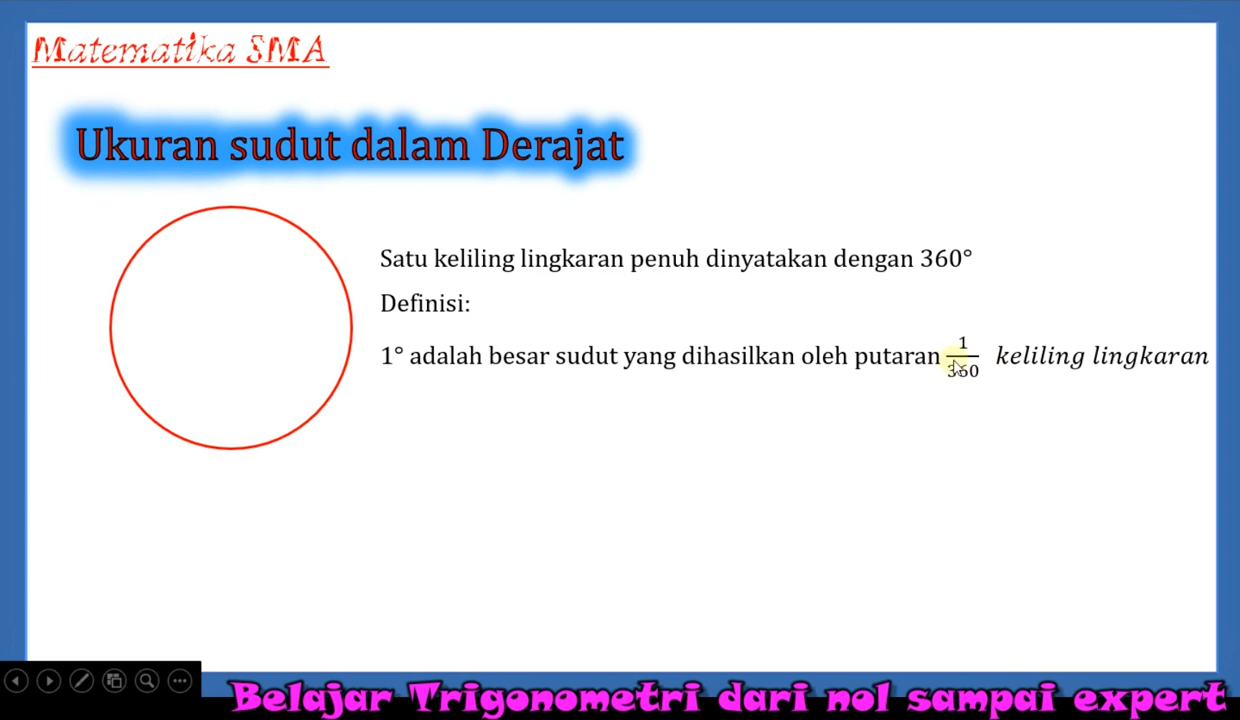 Matematika SMA
Ukuran sudut dalam Derajat
Satu keliling lingkaran penuh dinyatakan dengan 360°
Definisi:
1° adalah besar sudut yang dihasilkan oleh putaran 1/360 keliling lingkaran
Belajar Trigonometri dari nol sampai expert